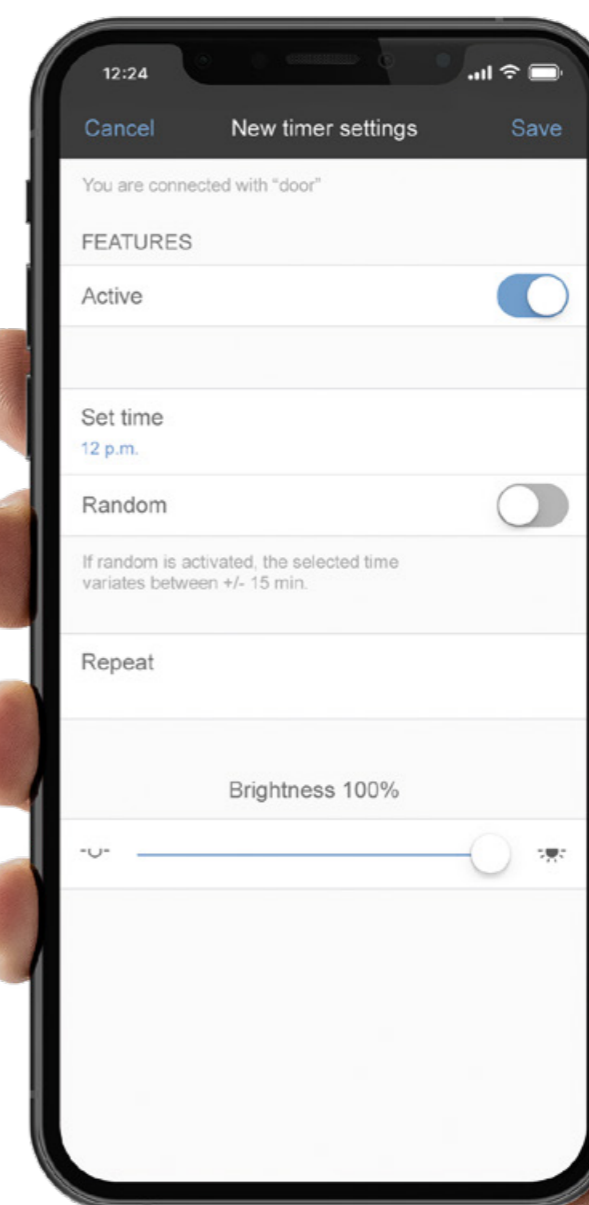 12:24
Cancel New timer settings Save
You are connected with “door”
FEATURES
Active
Set time
12 p.m.
Random
If random is activated, the selected time
variates between +/- 15 min.
Repeat
Brightness 100%